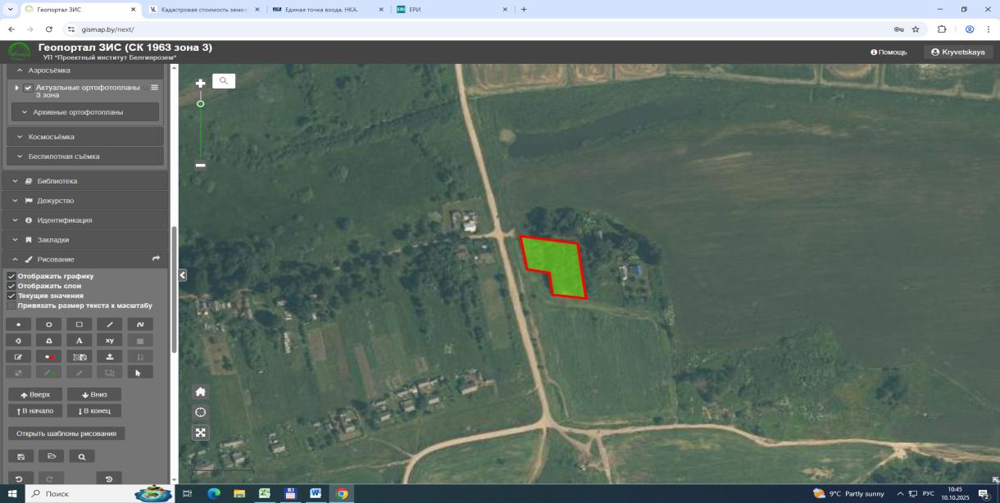 Геопортал ЗИС
Кадастровая стоимость земел
НКА Единая точка входа. НКА.
ЕРИ
gismap.by/next/
Геопортал ЗИС (СК 1963 зона 3)
УП "Проектный институт Белгипрозем"
Помощь
Kryvetskaya
Аэросъёмка
Актуальные ортофотопланы
3 зона
Архивные ортофотопланы
Космосъёмка
Беспилотная съёмка
Библиотека
Дежурство
Идентификация
Закладки
Рисование
Отображать графику
Отображать слои
Текущие значения
Привязать размер текста к масштабу
A
xy
Вверх
Вниз
В начало
В конец
Открыть шаблоны рисования
Поиск
9°C Partly sunny
РУС
10:45
10.10.2025
2